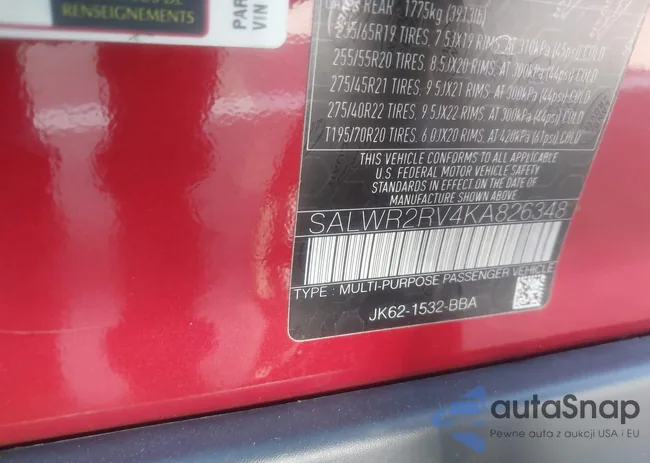 DE
RENSEIGNEMENTS
PAR
VIN
REAR 1775kg (3913lb)
235/65R19 TIRES, 7.5JX19 RIMS, AT 310kPa (45psi) COLD
255/55R20 TIRES, 8.5JX20 RIMS, AT 300kPa (44psi) COLD
275/45R21 TIRES, 9.5JX21 RIMS, AT 300kPa (44psi) COLD
275/40R22 TIRES, 9.5JX22 RIMS, AT 300kPa (44psi) COLD
T195/70R20 TIRES, 6.0JX20 RIMS, AT 420kPa (61psi) COLD
THIS VEHICLE CONFORMS TO ALL APPLICABLE
U.S. FEDERAL MOTOR VEHICLE SAFETY
STANDARDS IN EFFECT ON THE DATE OF
MANUFACTURE SHOWN ABOVE
SALWR2RV4KA826348
TYPE : MULTI-PURPOSE PASSENGER VEHICLE
JK62-1532-BBA
autaSnap
Pewne auta z aukcji USA i EU